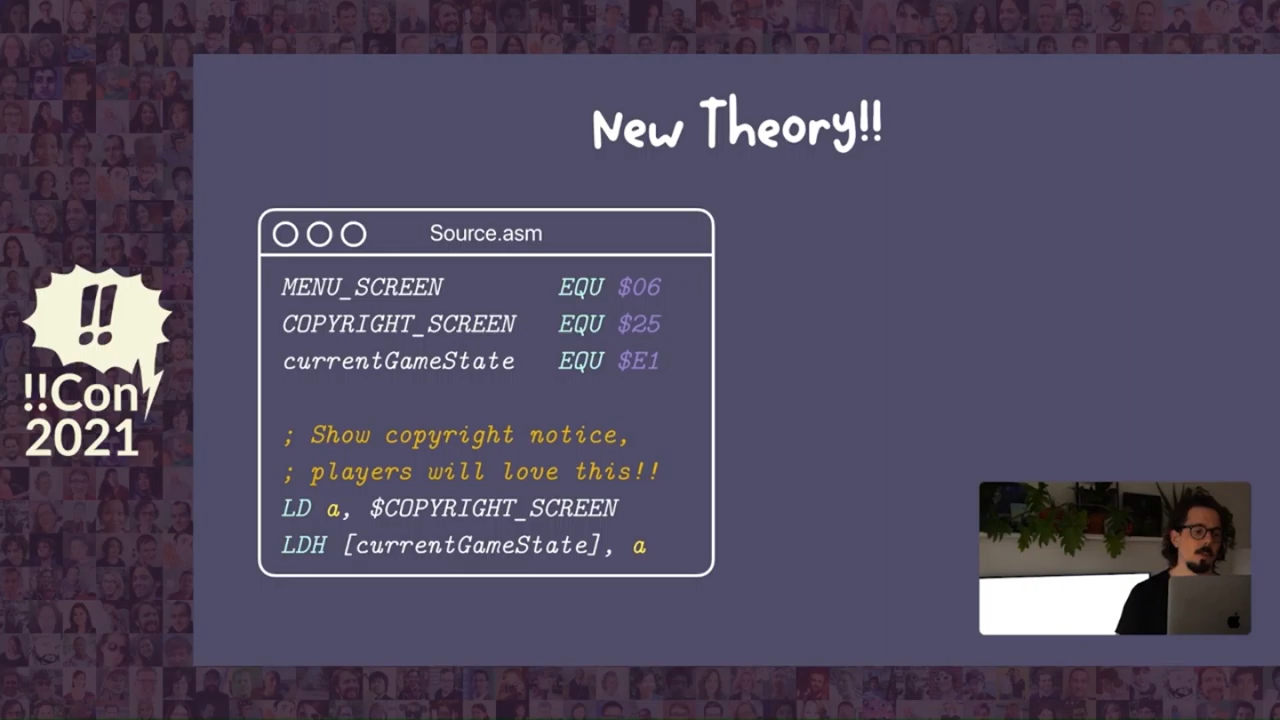 New Theory!!
Source.asm
MENU_SCREEN EQU $06
COPYRIGHT_SCREEN EQU $25
currentGameState EQU $E1
; Show copyright notice,
; players will love this!!
LD a, $COPYRIGHT_SCREEN
LDH [currentGameState], a
!!
!!Con
2021